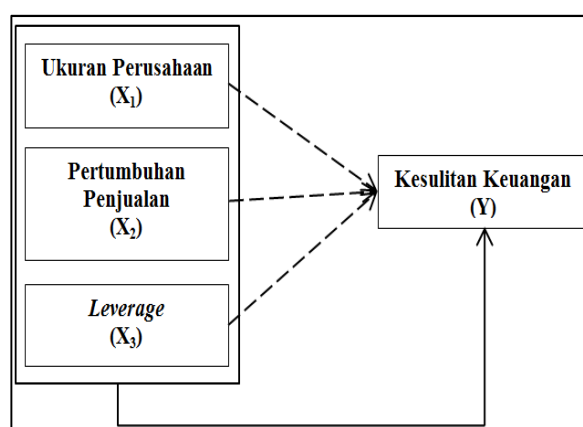 Ukuran Perusahaan
(X₁)
Pertumbuhan
Penjualan
(X₂)
Leverage
(X₃)
Kesulitan Keuangan
(Y)